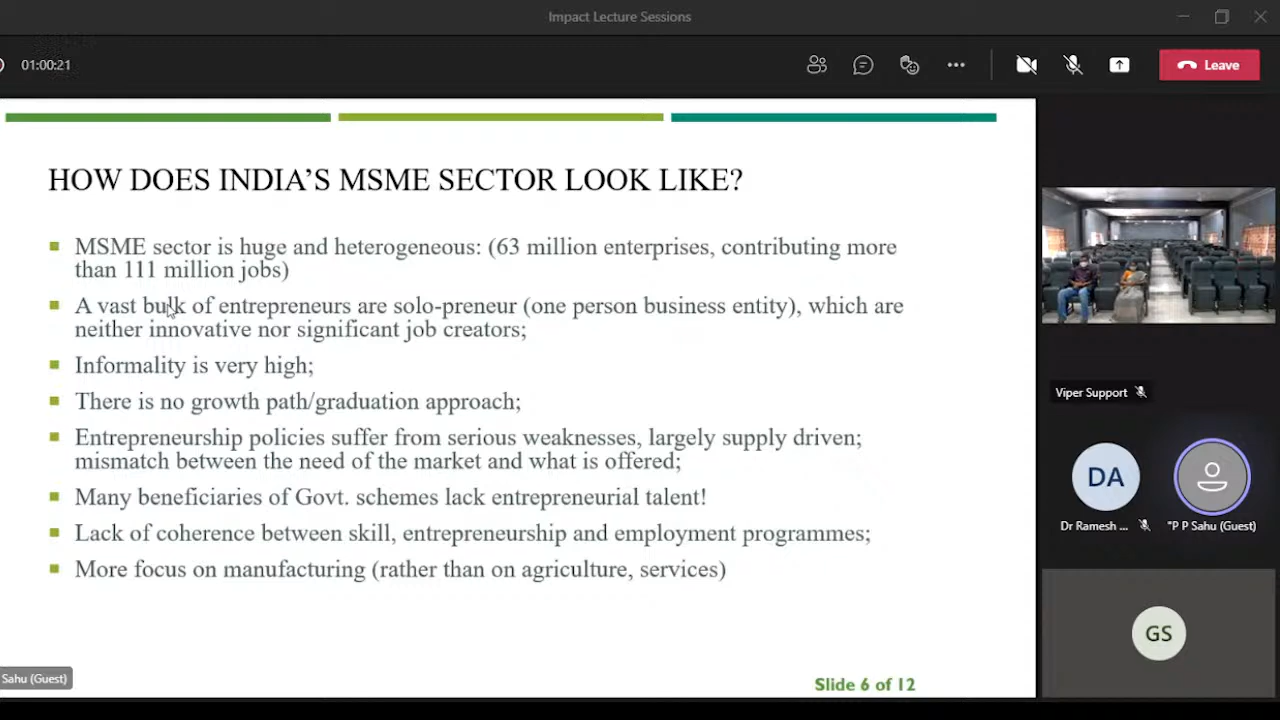 Impact Lecture Sessions
01:00:21
Leave
HOW DOES INDIA'S MSME SECTOR LOOK LIKE?
MSME sector is huge and heterogeneous: (63 million enterprises, contributing more
than 111 million jobs)
A vast bulk of entrepreneurs are solo-preneur (one person business entity), which are
neither innovative nor significant job creators;
Informality is very high;
There is no growth path/graduation approach;
Entrepreneurship policies suffer from serious weaknesses, largely supply driven;
mismatch between the need of the market and what is offered;
Many beneficiaries of Govt. schemes lack entrepreneurial talent!
Lack of coherence between skill, entrepreneurship and employment programmes;
More focus on manufacturing (rather than on agriculture, services)
Sahu (Guest)
Slide 6 of 12
Viper Support
DA
Dr Ramesh ...
"P P Sahu (Guest)
GS